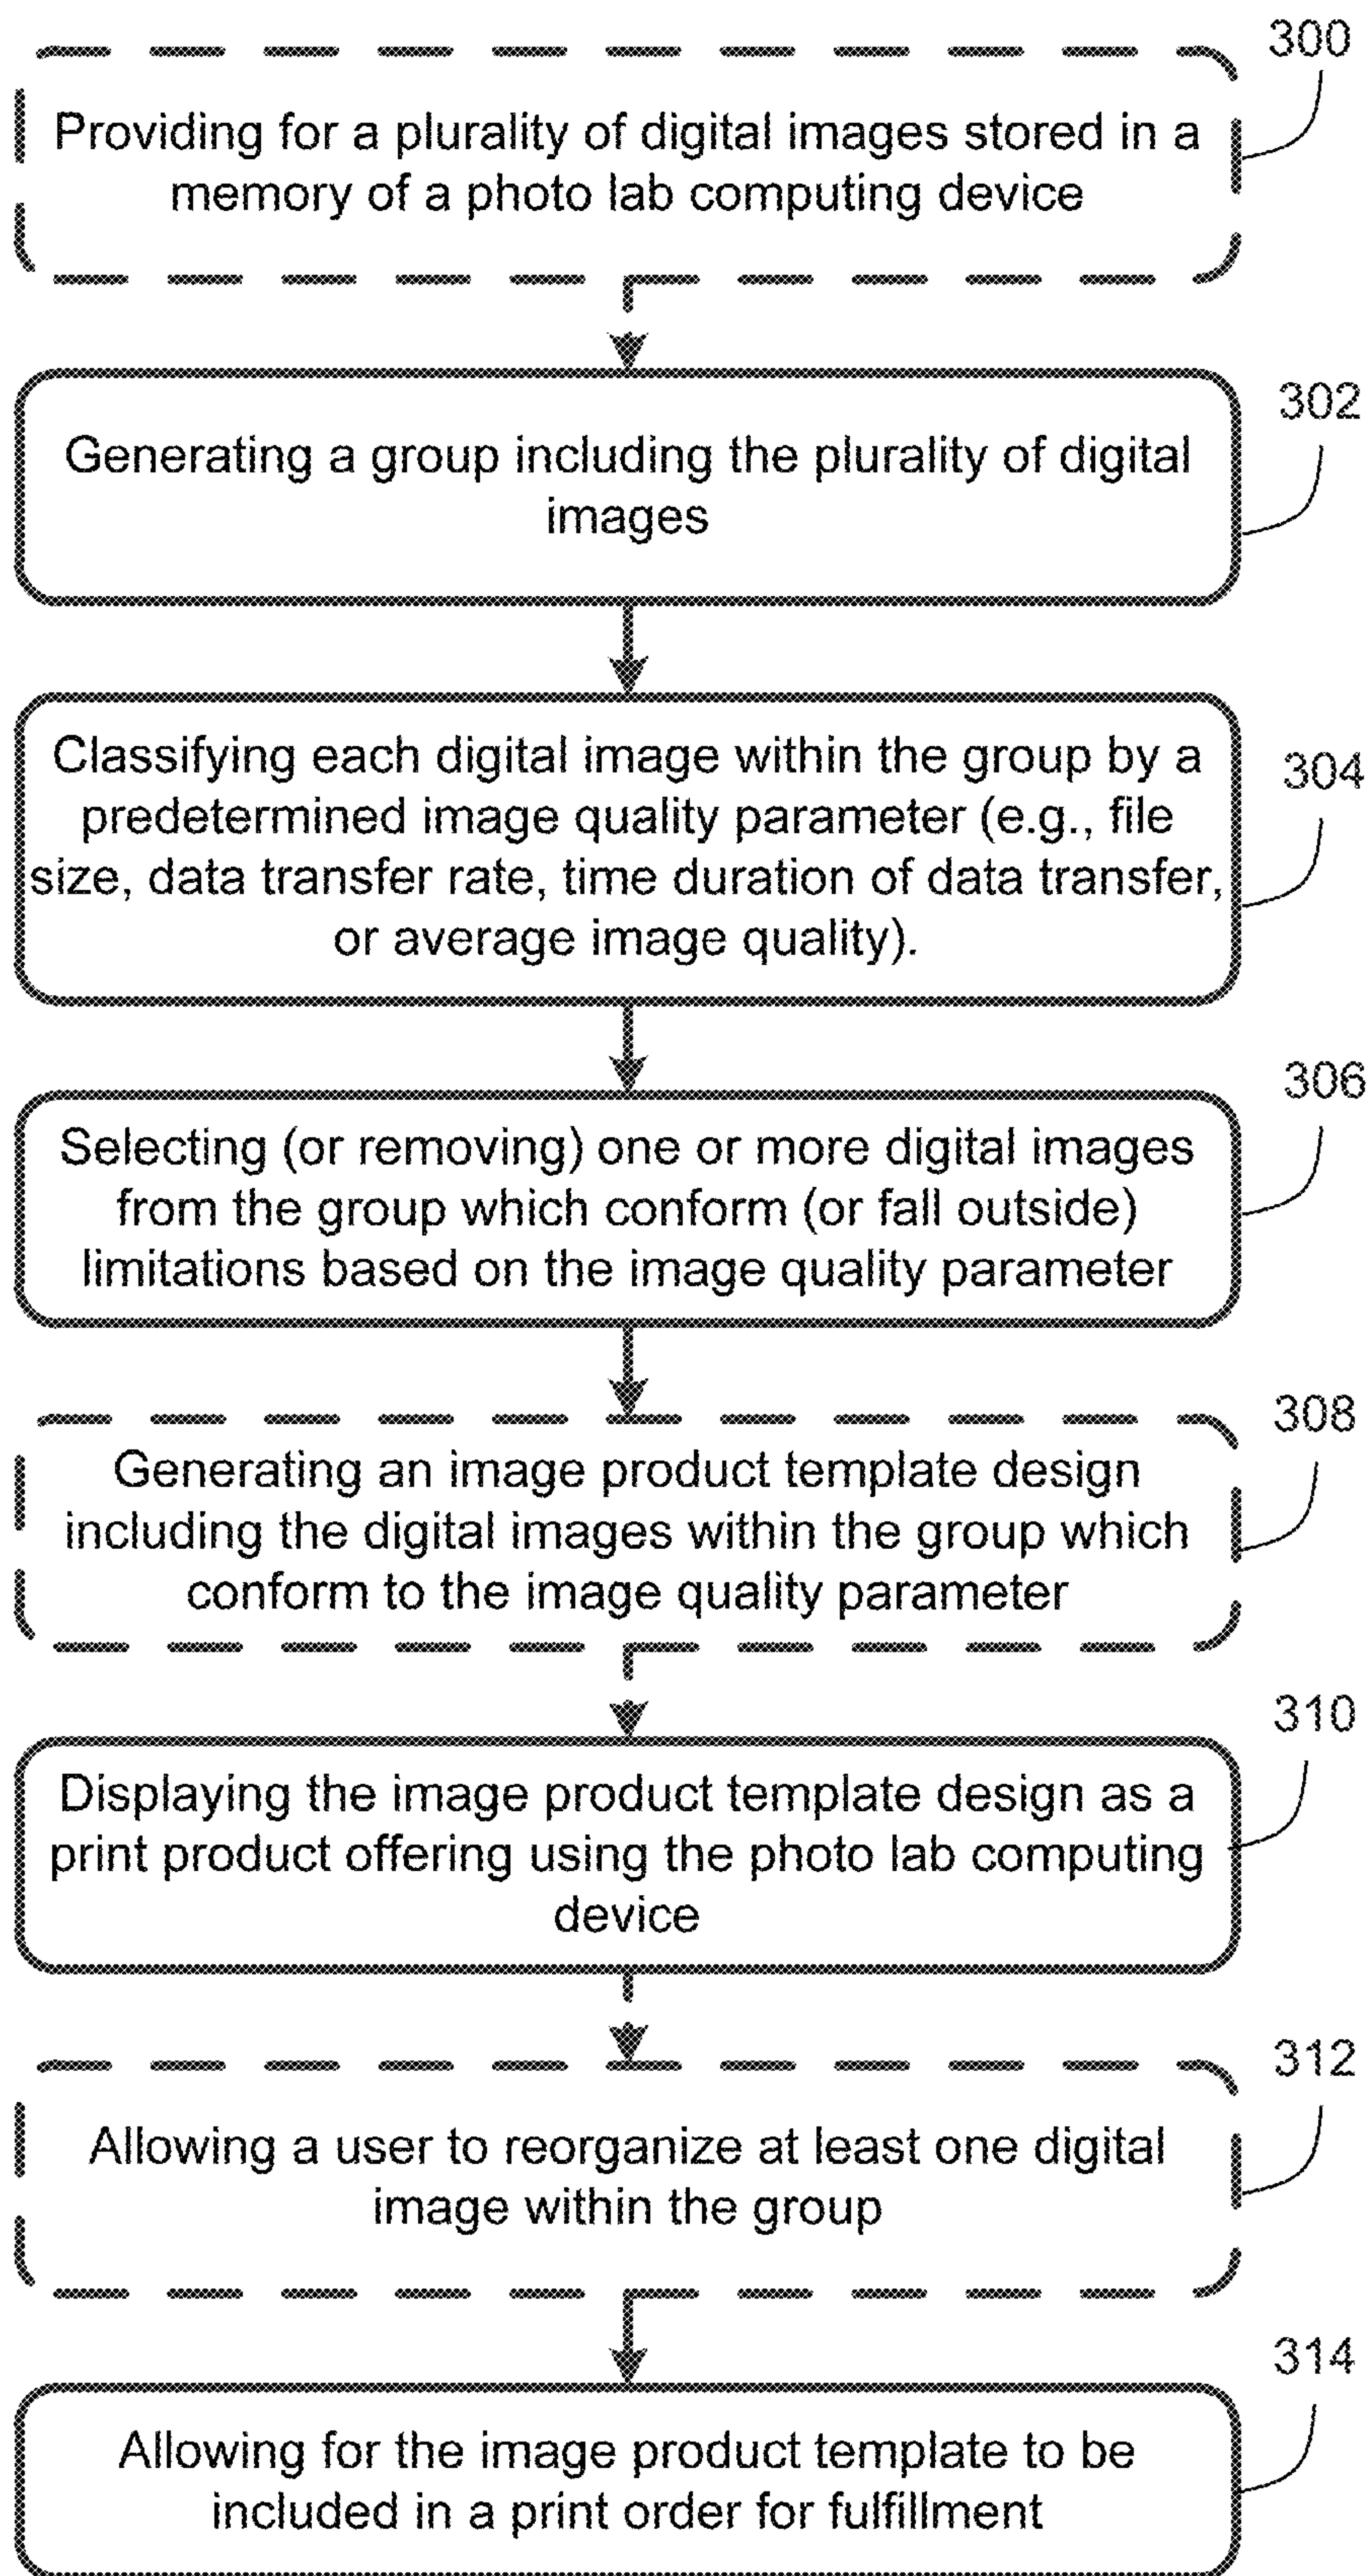 300
Providing for a plurality of digital images stored in a
memory of a photo lab computing device
302
Generating a group including the plurality of digital
images
304
Classifying each digital image within the group by a
predetermined image quality parameter (e.g., file
size, data transfer rate, time duration of data transfer,
or average image quality).
306
Selecting (or removing) one or more digital images
from the group which conform (or fall outside)
limitations based on the image quality parameter
308
Generating an image product template design
including the digital images within the group which
conform to the image quality parameter
310
Displaying the image product template design as a
print product offering using the photo lab computing
device
312
Allowing a user to reorganize at least one digital
image within the group
314
Allowing for the image product template to be
included in a print order for fulfillment